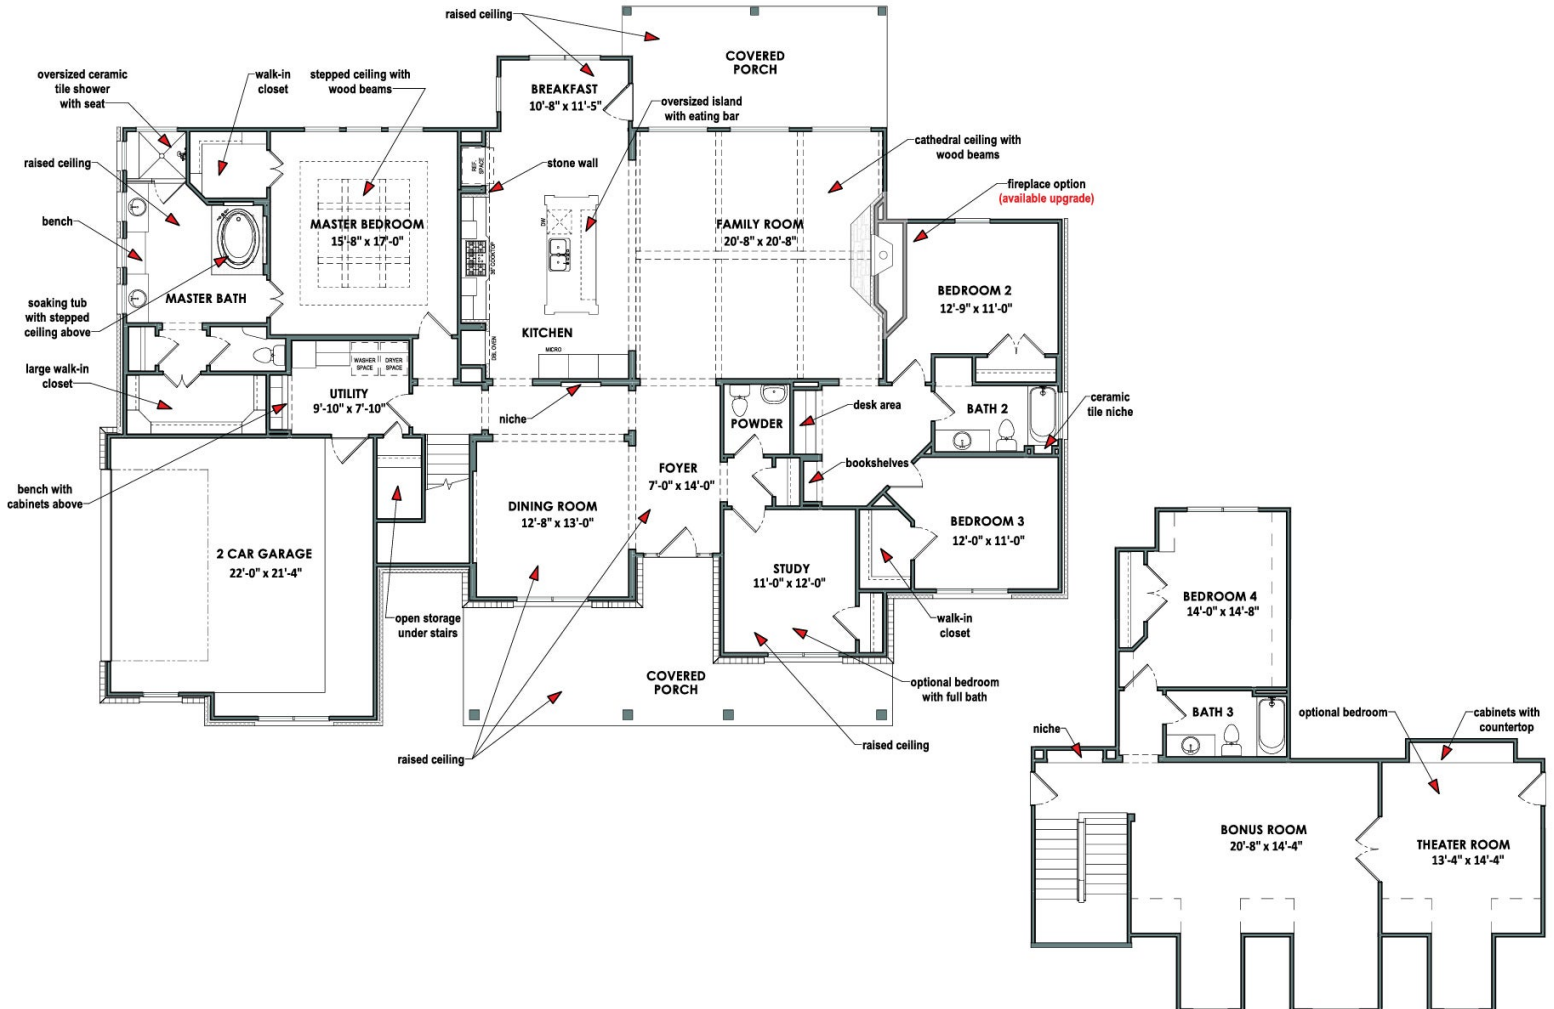 raised ceiling
COVERED
PORCH
oversized ceramic
tile shower
with seat
walk-in
closet
stepped ceiling with
wood beams
BREAKFAST
10'-8" x 11'-5"
oversized island
with eating bar
cathedral ceiling with
wood beams
raised ceiling
REF.
SPACE
stone wall
fireplace option
(available upgrade)
bench
MASTER BEDROOM
15'-8" x 17'-0"
DW
36" COOKTOP
FAMILY ROOM
20'-8" x 20'-8"
BEDROOM 2
12'-9" x 11'-0"
MASTER BATH
soaking tub
with stepped
ceiling above
KITCHEN
DBL OVEN
MICRO
WASHER
SPACE
DRYER
SPACE
large walk-in
closet
UTILITY
9'-10" x 7'-10"
niche
POWDER
desk area
BATH 2
ceramic
tile niche
bench with
cabinets above
FOYER
7'-0" x 14'-0"
bookshelves
DINING ROOM
12'-8" x 13'-0"
BEDROOM 3
12'-0" x 11'-0"
2 CAR GARAGE
22'-0" x 21'-4"
STUDY
11'-0" x 12'-0"
open storage
under stairs
walk-in
closet
COVERED
PORCH
optional bedroom
with full bath
raised ceiling
raised ceiling
BEDROOM 4
14'-0" x 14'-8"
BATH 3
optional bedroom
cabinets with
countertop
niche
BONUS ROOM
20'-8" x 14'-4"
THEATER ROOM
13'-4" x 14'-4"